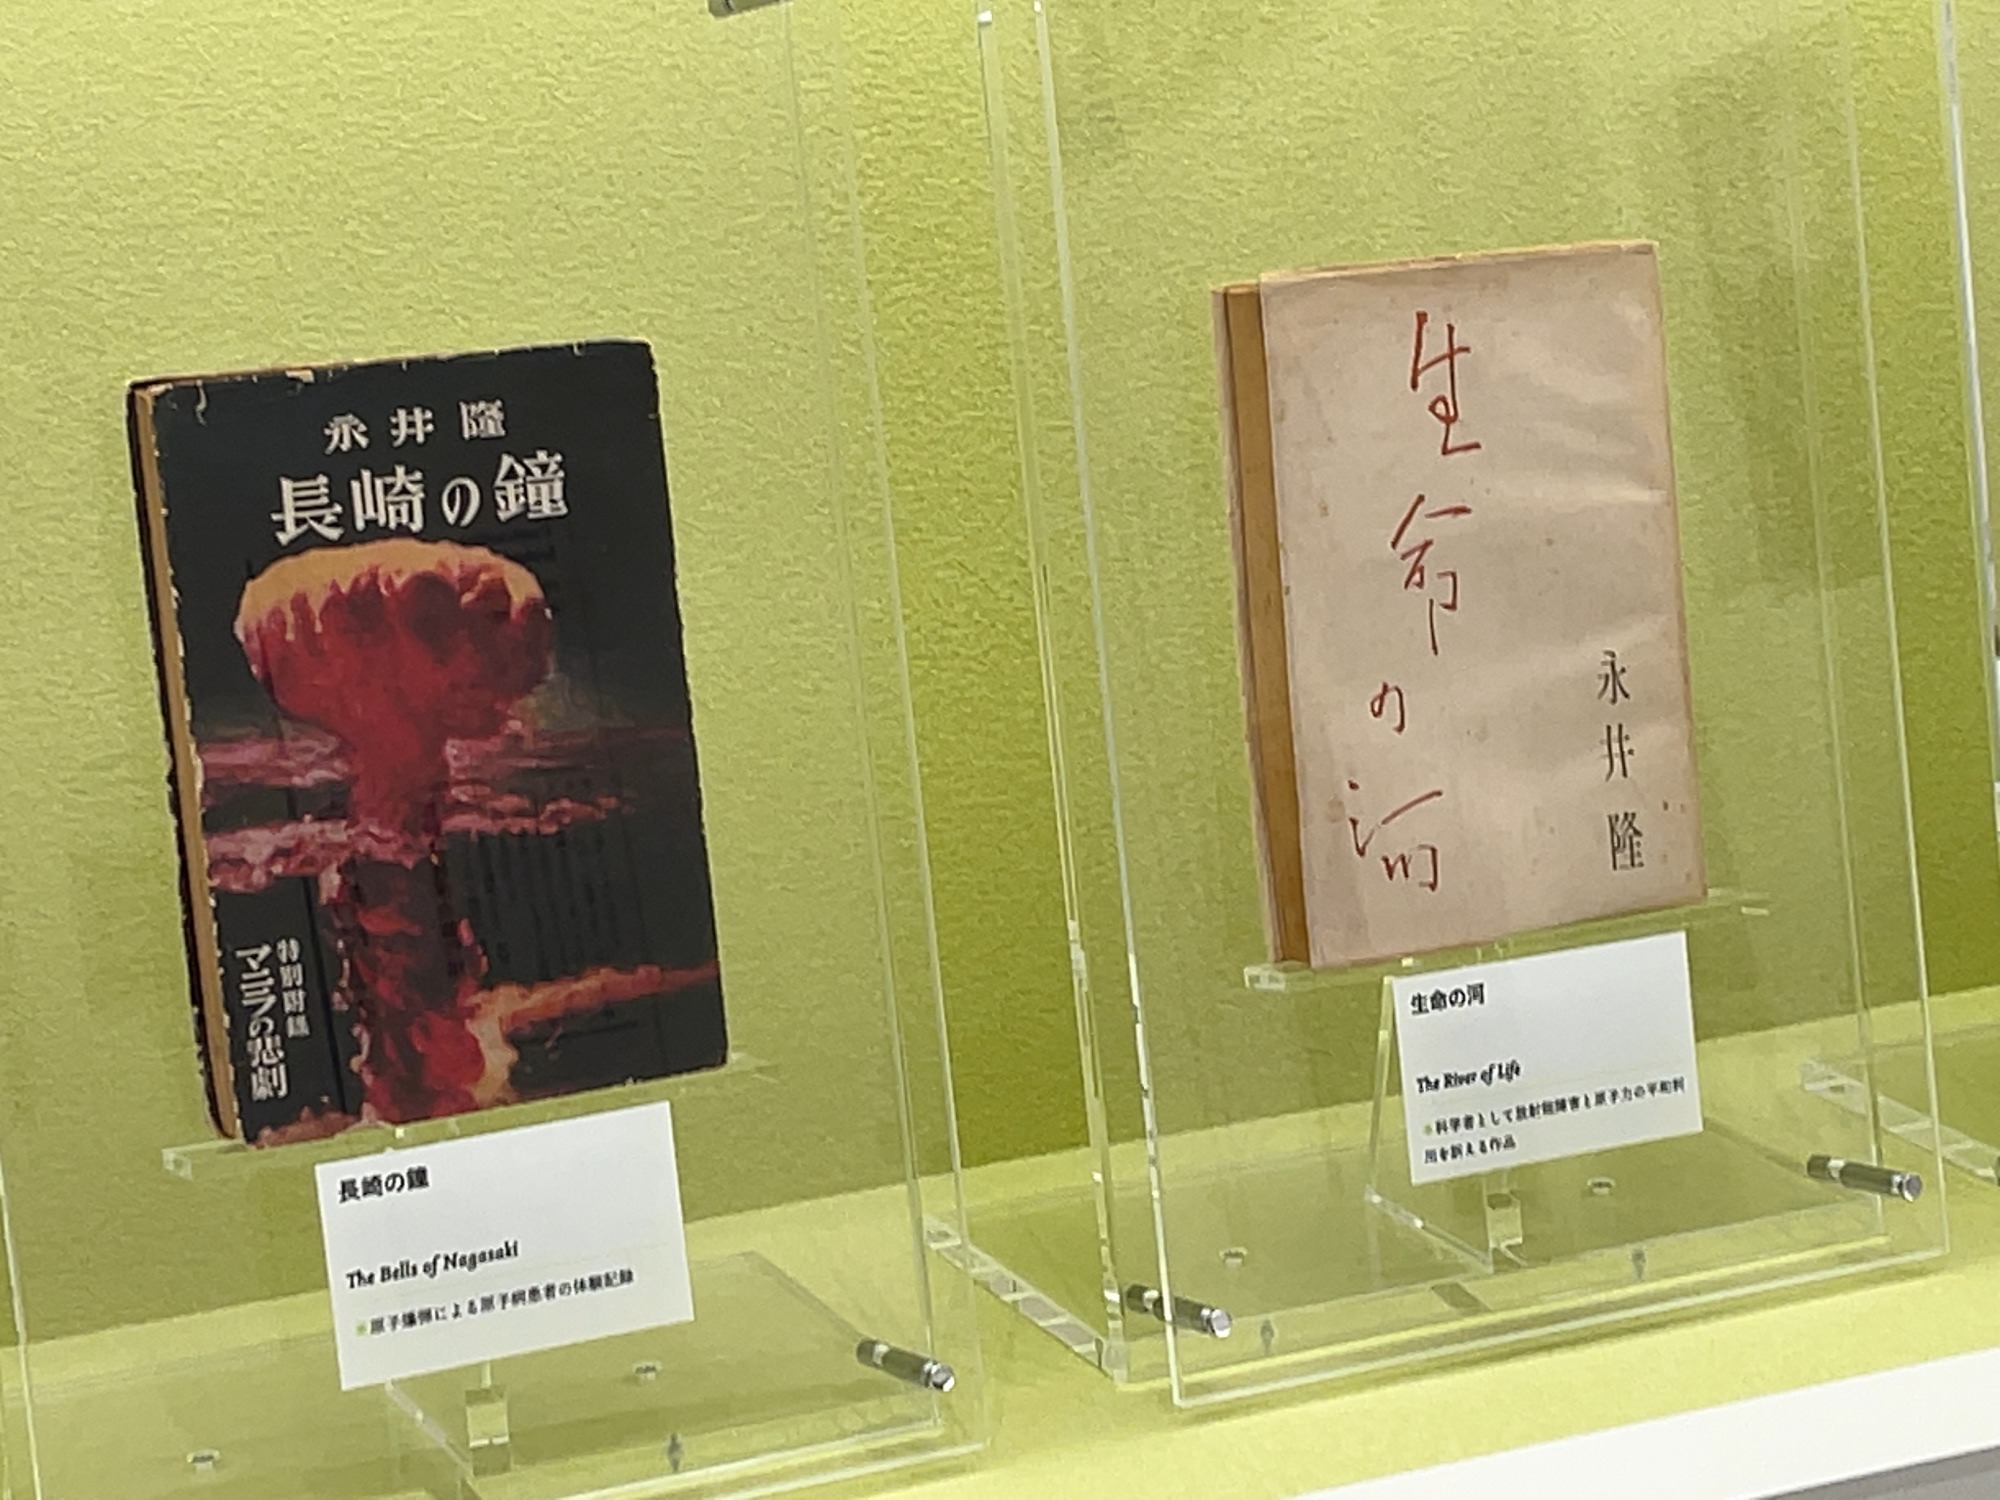 永井隆
長崎の鐘
特別附録
マニラの悲劇
長崎の鐘
The Bells of Nagasaki
原子爆弾による原子病患者の体験記録
生命の河
永井隆
生命の河
The River of Life
科学者として放射能障害と原子力の平和利
用を訴える作品